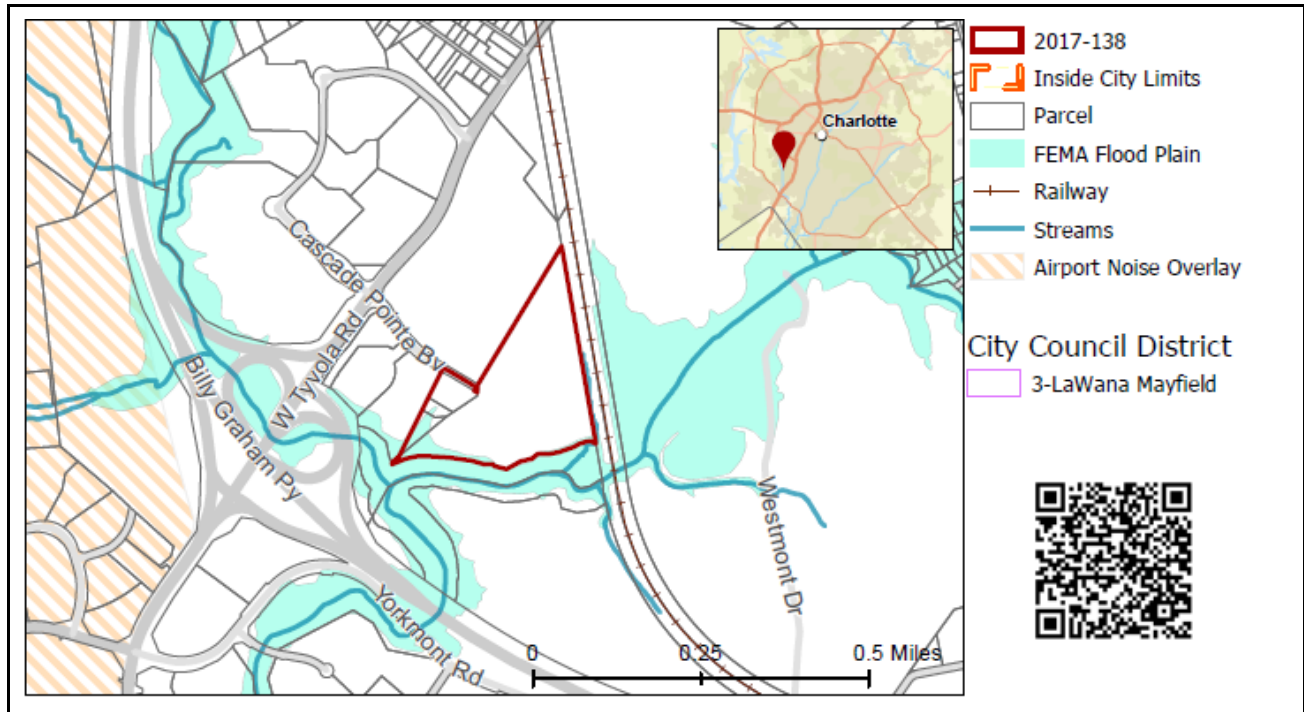 Charlotte
Cascade Pointe Bv
W Tyvola Rd
Billy Graham Py
Westmont Dr
Yorkmont Rd
0 0.25 0.5 Miles
2017-138
Inside City Limits
Parcel
FEMA Flood Plain
Railway
Streams
Airport Noise Overlay
City Council District
3-LaWana Mayfield